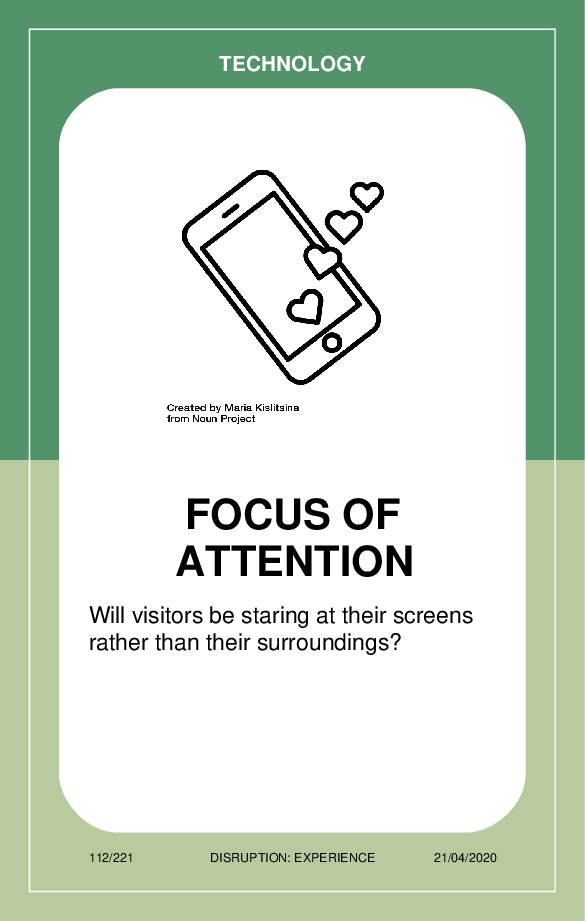 TECHNOLOGY
Created by Maria Kislitsina
from Noun Project
FOCUS OF
ATTENTION
Will visitors be staring at their screens
rather than their surroundings?
112/221 DISRUPTION: EXPERIENCE 21/04/2020